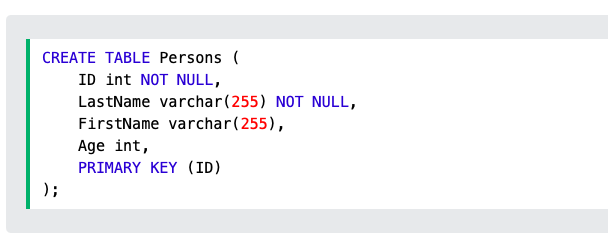 CREATE TABLE Persons (
    ID int NOT NULL,
    LastName varchar(255) NOT NULL,
    FirstName varchar(255),
    Age int,
    PRIMARY KEY (ID)
);